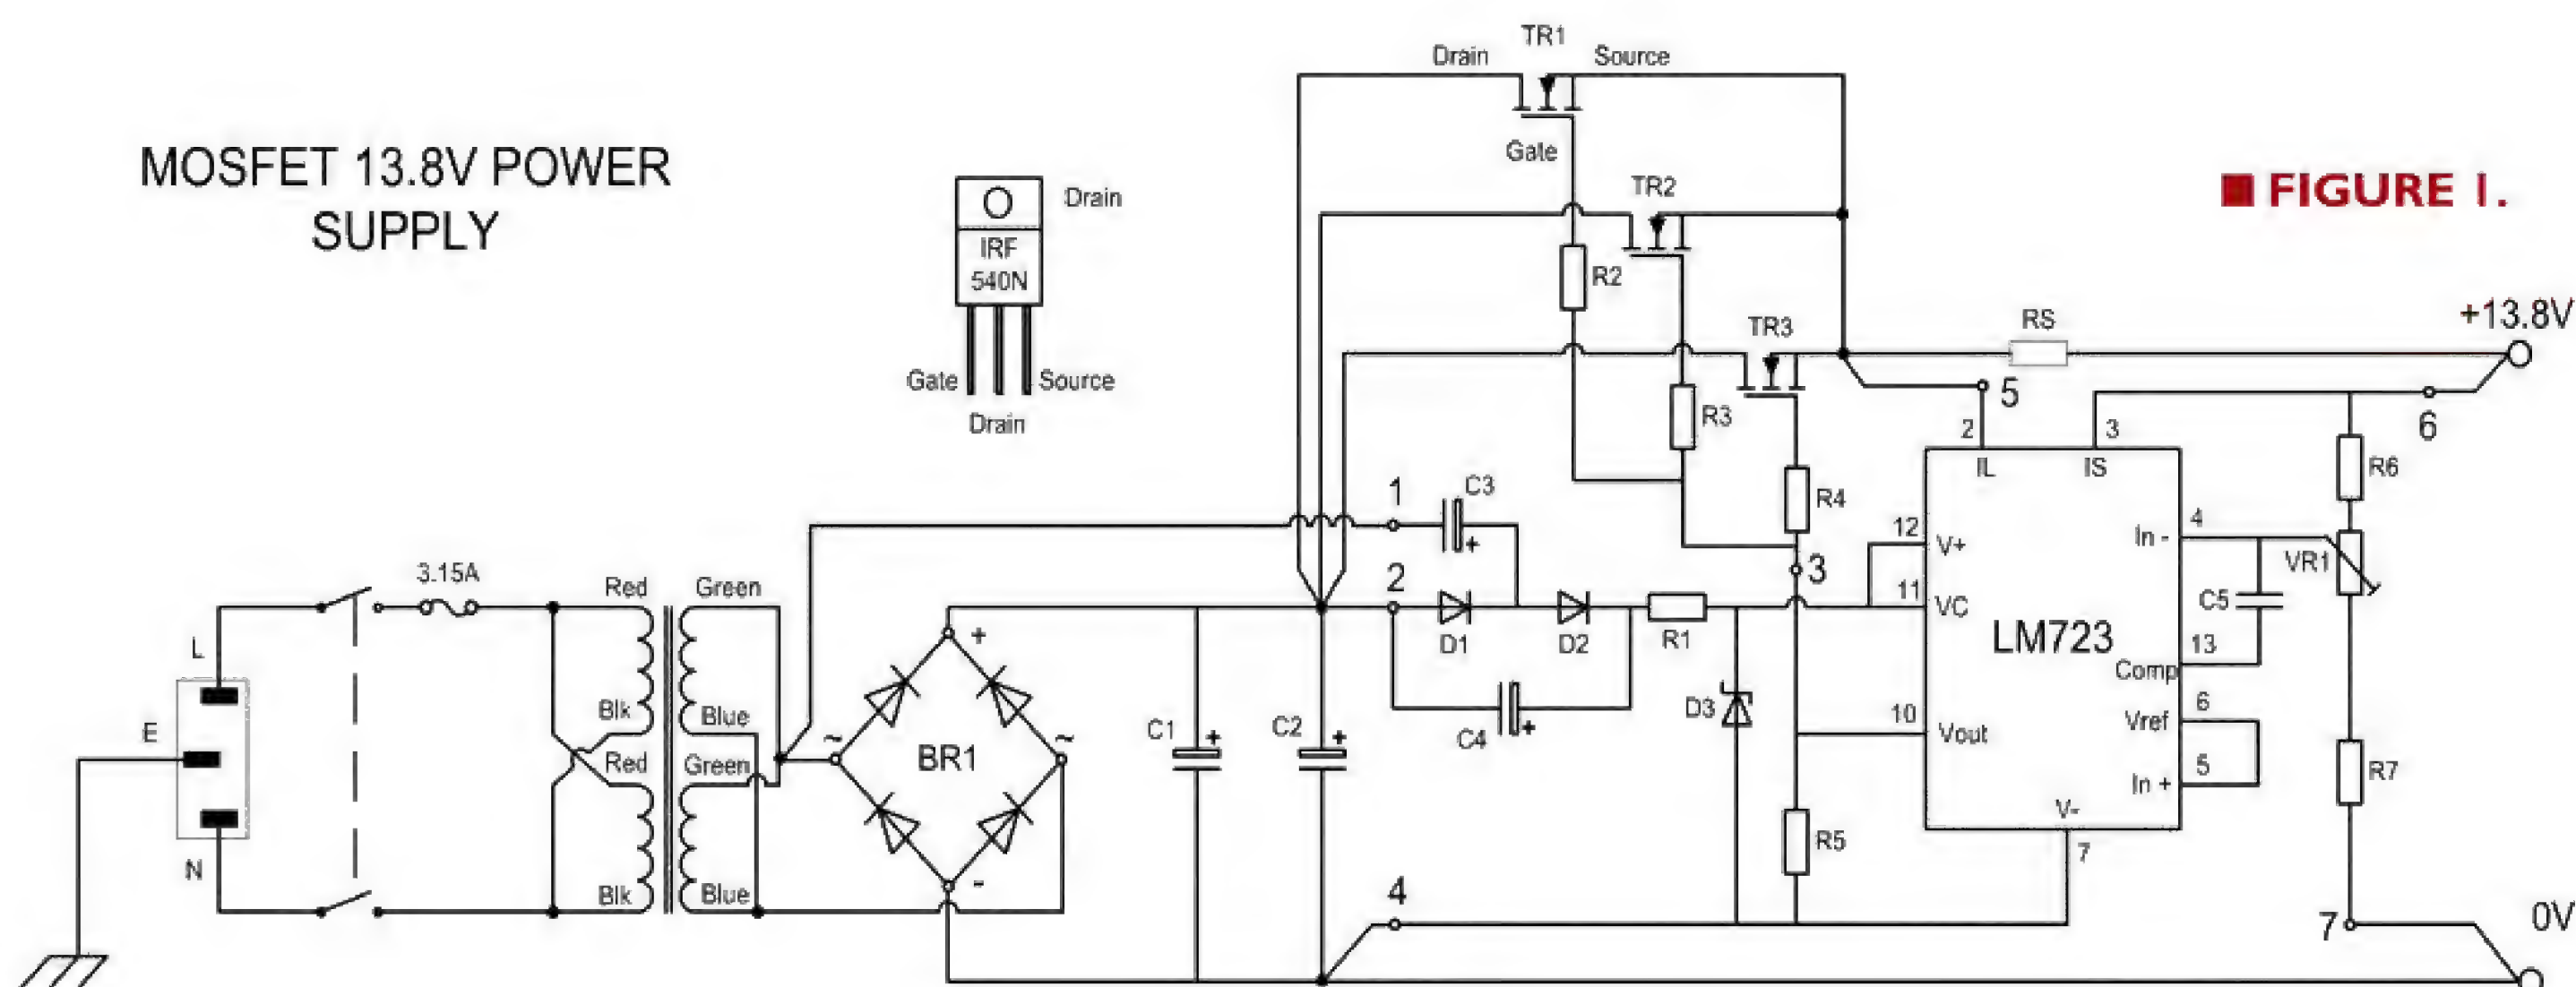 MOSFET 13.8V POWER
SUPPLY
FIGURE 1.
Drain
TR1
Source
Gate
TR2
R2
TR3
R3
R4
RS
+13.8V
Drain
IRF
540N
Gate
Source
Drain
5
6
2
3
IL
IS
R6
1
C3
+
2
3
12
V+
11
VC
4
In -
VR1
C5
LM723
13
Comp
10
Vout
6
Vref
5
In +
V-
7
R7
D1
D2
R1
D3
C4
+
R5
4
7
0V
3.15A
L
E
N
Red
Green
Blk
Blue
Red
Green
Blk
Blue
~
+
~
-
BR1
C1
+
C2
+